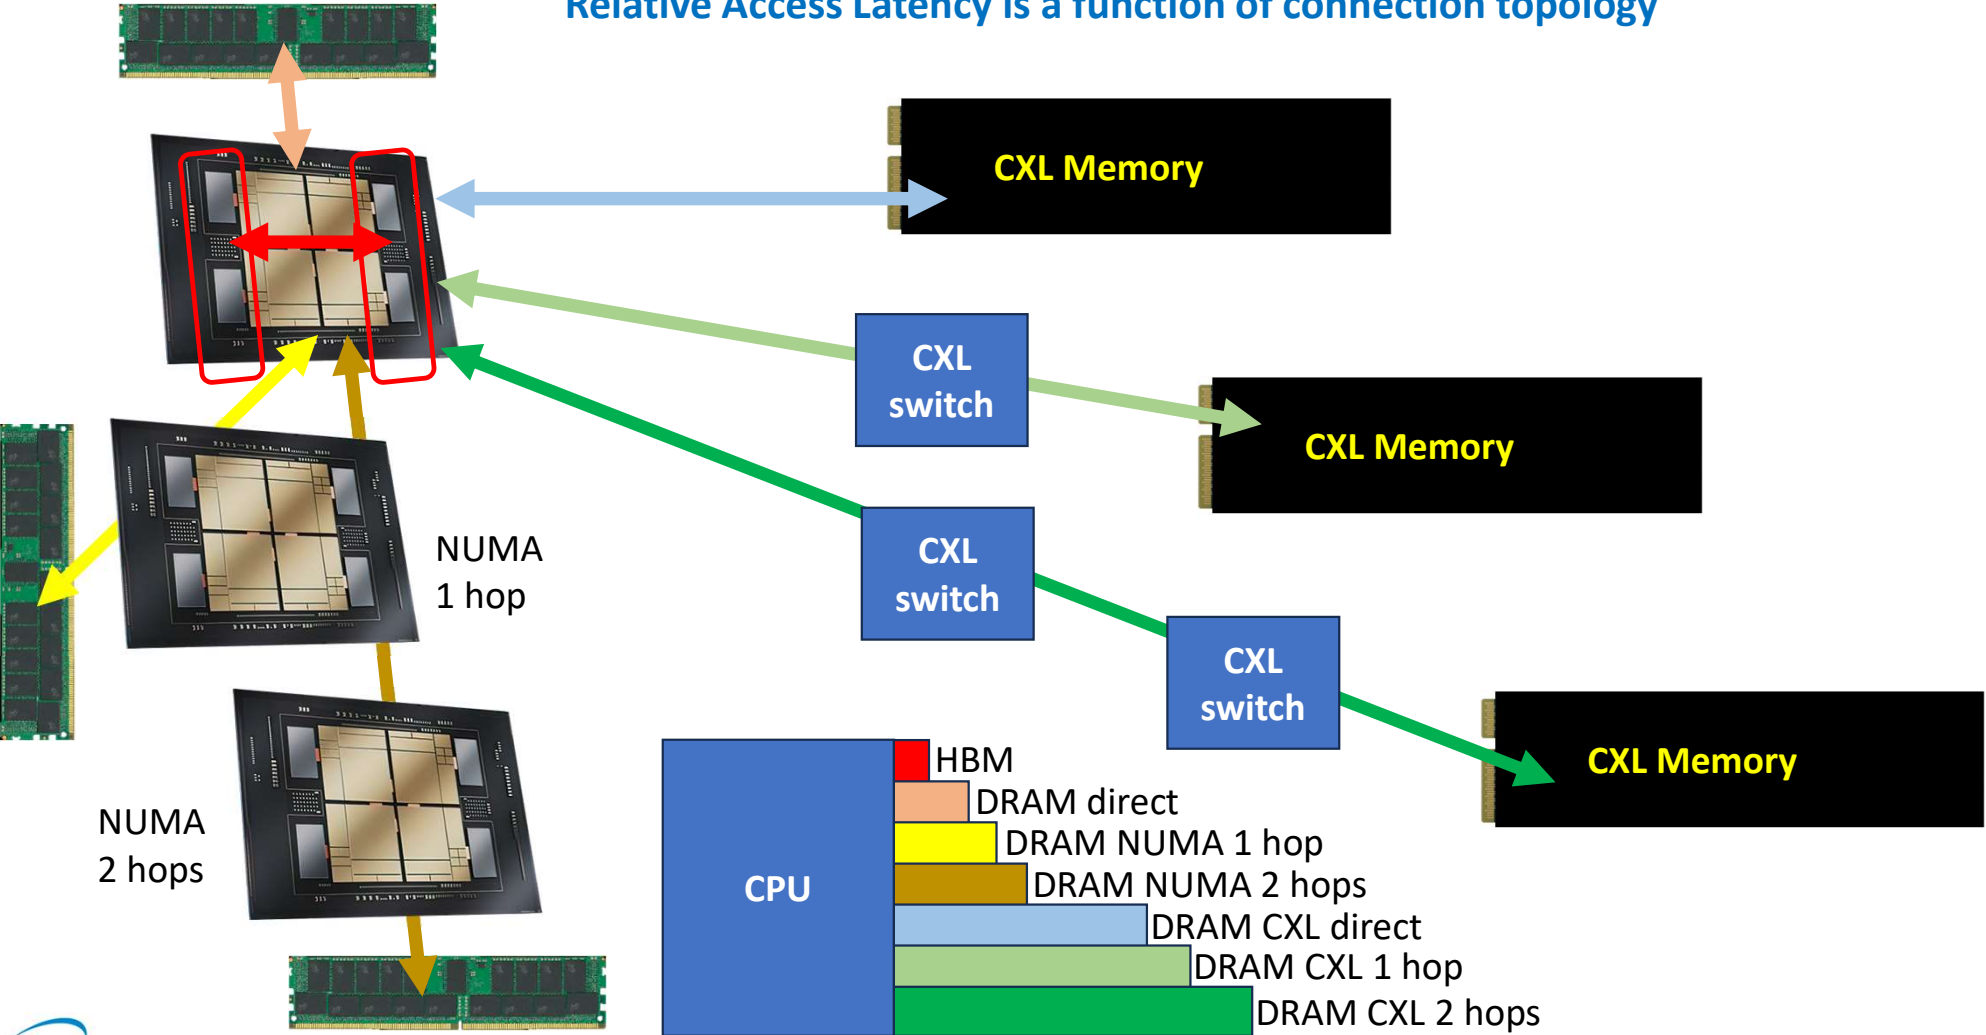 Relative Access Latency is a function of connection topology
CXL Memory
CXL
switch
CXL Memory
NUMA
1 hop
CXL
switch
CXL
switch
CXL Memory
NUMA
2 hops
CPU
HBM
DRAM direct
DRAM NUMA 1 hop
DRAM NUMA 2 hops
DRAM CXL direct
DRAM CXL 1 hop
DRAM CXL 2 hops